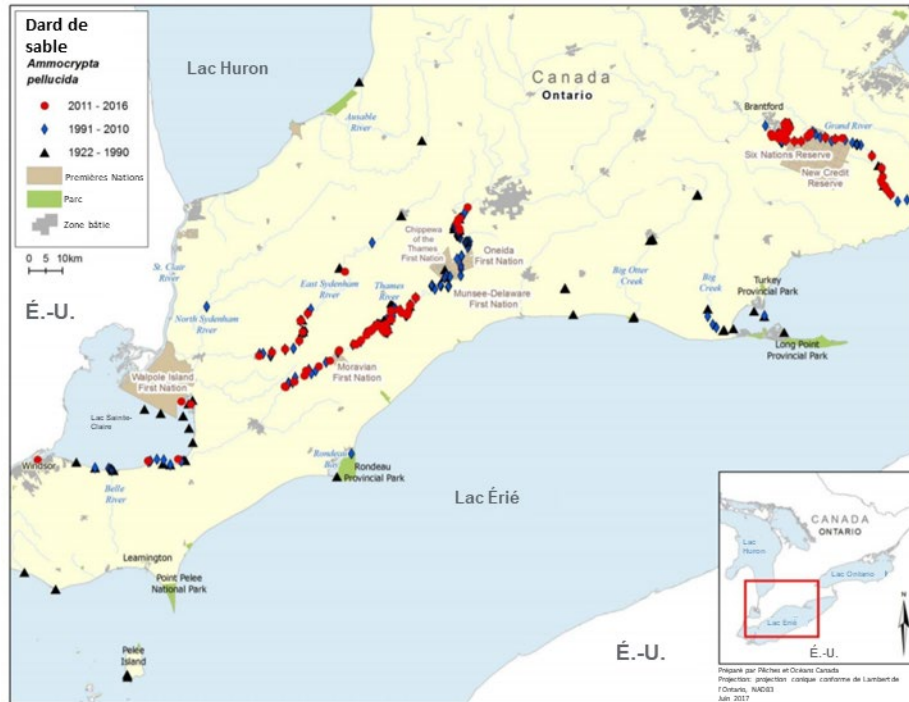 Dard de
sable
Ammocrypta
pellucida
2011 - 2016
1991 - 2010
1922 - 1990
Premières Nations
Parc
Zone bâtie
0 5 10km
Lac Huron
Canada
Ontario
Ausable
River
Brantford
Grand River
Six Nations Reserve
New Credit
Reserve
Chippewa of the
Thames
First Nation
Oneida
First Nation
Munsee-Delaware
First Nation
St. Clair
River
É.-U.
North Sydenham
River
East Sydenham
River
Thames
River
Big Otter
Creek
Big
Creek
Turkey
Provincial Park
Long Point
Provincial Park
Moravian
First Nation
Walpole Island
First Nation
Lac Sainte-
Claire
Windsor
Belle
River
Rondeau
Bay
Rondeau
Provincial Park
Lac Érié
Leamington
Point Pelee
National Park
Pelee
Island
É.-U.
CANADA
ONTARIO
Lac
Huron
Lac Ontario
Lac Érié
É.-U.
N
Préparé par: Pêches et Océans Canada
Projection: projection conique conforme de Lambert de
l'Ontario, NAD83
Juin 2017